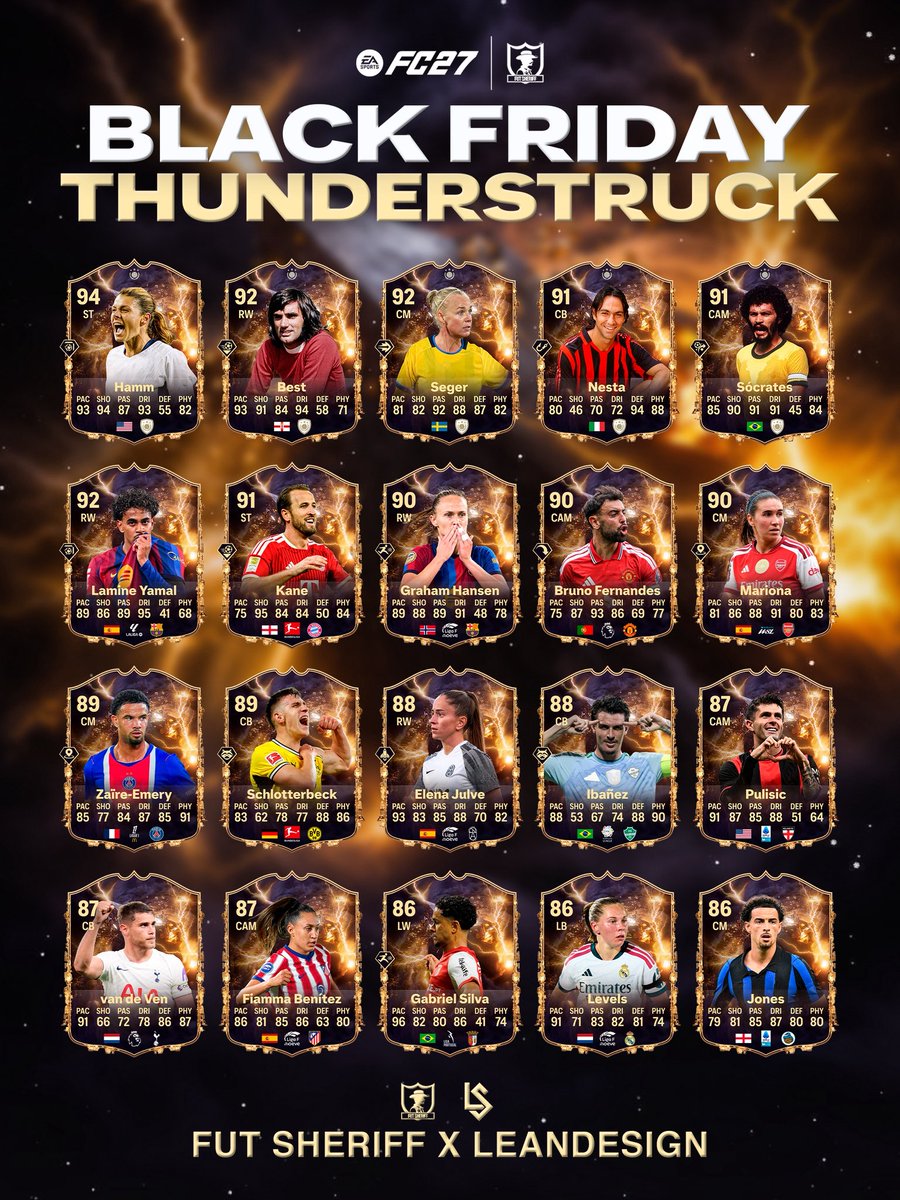 EA SPORTS FC27 FUT SHERIFF
BLACK FRIDAY
THUNDERSTRUCK
94 92 92 91 91
ST RW CM CB CAM
Hamm Best Seger Nesta Sócrates
PAC SHO PAS DRI DEF PHY PAC SHO PAS DRI DEF PHY PAC SHO PAS DRI DEF PHY PAC SHO PAS DRI DEF PHY PAC SHO PAS DRI DEF PHY
93 94 87 93 55 82 93 91 84 94 58 71 81 82 92 88 87 82 80 46 70 72 94 88 85 90 91 91 45 84
92 91 90 90 90
RW ST RW CAM CM
Lamine Yamal Kane Graham Hansen Bruno Fernandes Mariona
PAC SHO PAS DRI DEF PHY PAC SHO PAS DRI DEF PHY PAC SHO PAS DRI DEF PHY PAC SHO PAS DRI DEF PHY PAC SHO PAS DRI DEF PHY
89 86 89 95 41 68 75 95 84 84 50 84 89 88 89 91 48 78 75 87 93 86 69 77 81 86 88 91 80 83
89 89 88 88 87
CM CB RW CB CAM
Zaïre-Emery Schlotterbeck Elena Julve Ibañez Pulisic
PAC SHO PAS DRI DEF PHY PAC SHO PAS DRI DEF PHY PAC SHO PAS DRI DEF PHY PAC SHO PAS DRI DEF PHY PAC SHO PAS DRI DEF PHY
85 77 84 87 85 91 83 62 78 77 88 86 93 83 87 88 70 82 88 53 67 74 88 90 91 87 84 88 51 64
87 87 86 86 86
CB CAM LW LB CM
van de Ven Fiamma Benítez Gabriel Silva Levels Jones
PAC SHO PAS DRI DEF PHY PAC SHO PAS DRI DEF PHY PAC SHO PAS DRI DEF PHY PAC SHO PAS DRI DEF PHY PAC SHO PAS DRI DEF PHY
91 66 72 78 86 87 86 81 85 86 63 80 96 82 80 86 41 74 91 71 83 82 81 74 79 81 85 87 80 80
FUT SHERIFF LS
FUT SHERIFF X LEANDESIGN